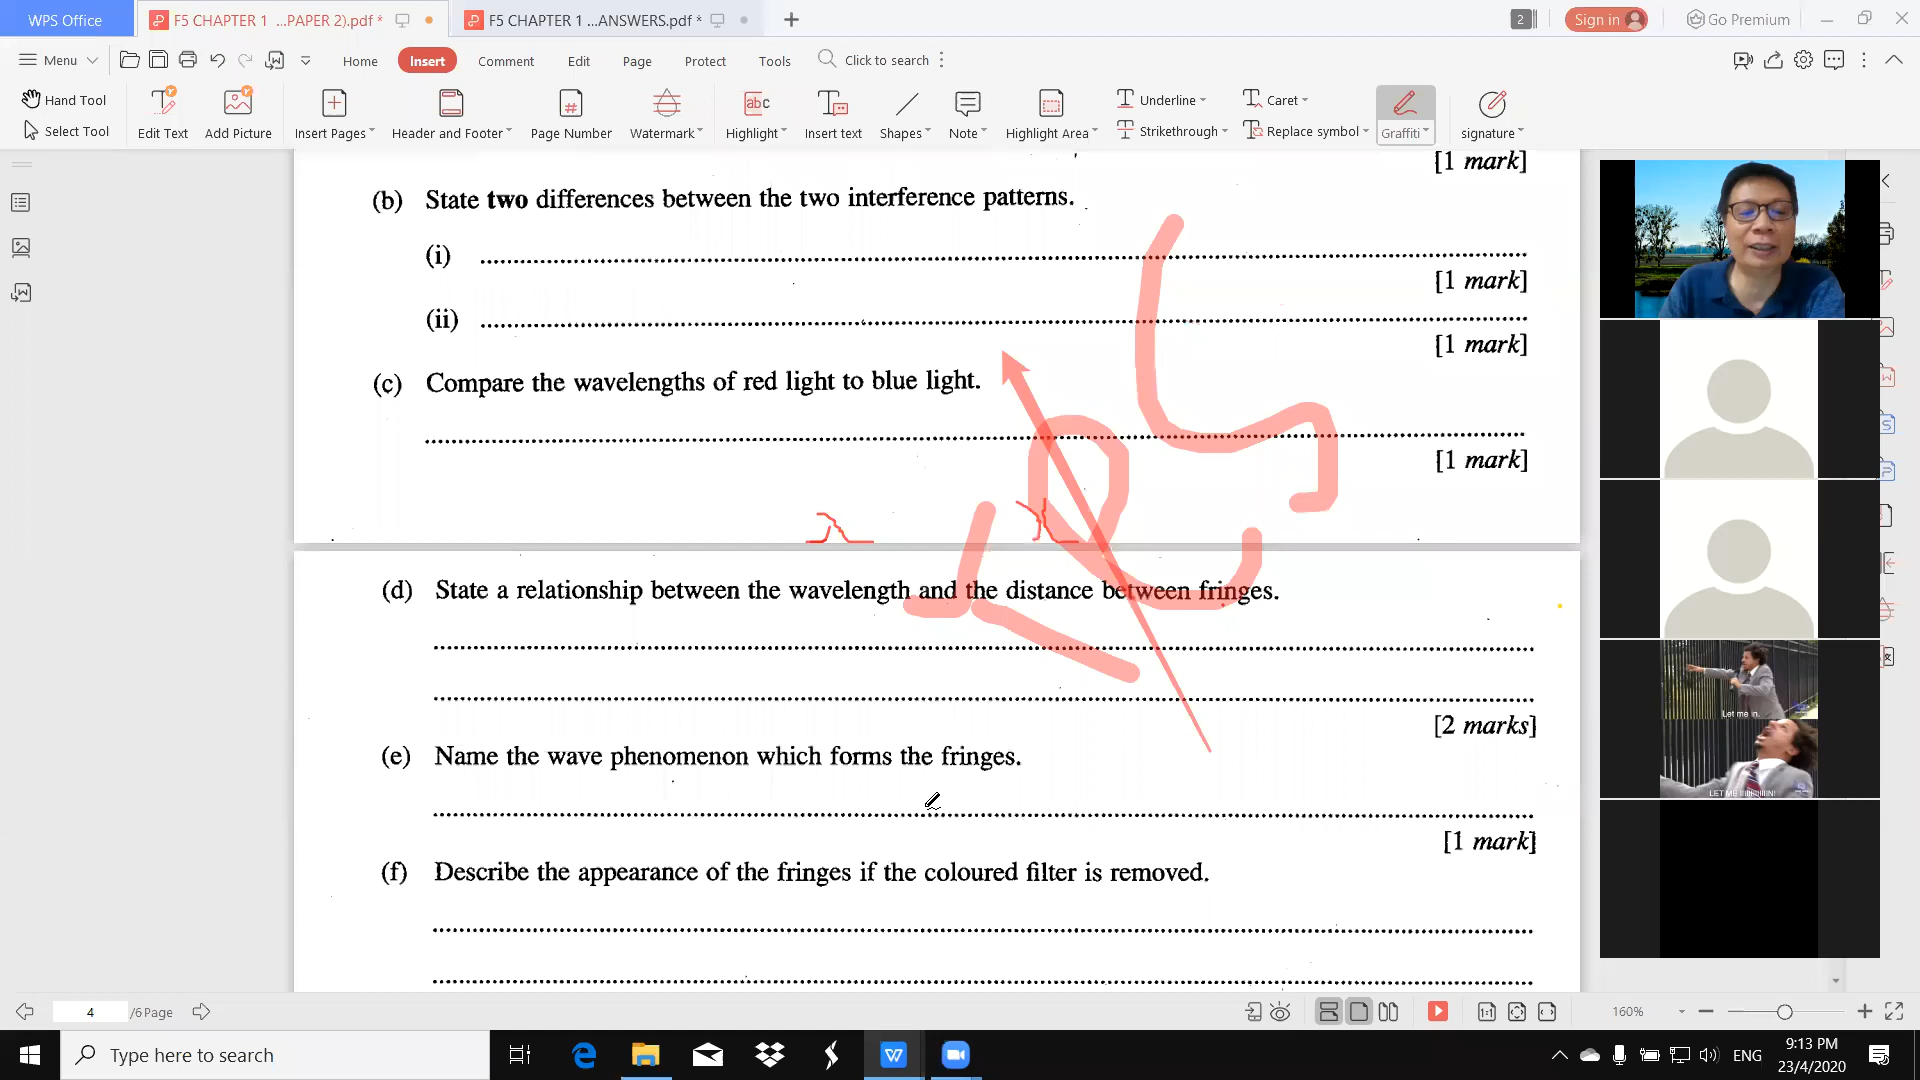 WPS Office
F5 CHAPTER 1 ...PAPER 2).pdf *
F5 CHAPTER 1 ...ANSWERS.pdf *
2
Sign in
Go Premium
Menu
Home
Insert
Comment
Edit
Page
Protect
Tools
Click to search
Hand Tool
Select Tool
Edit Text
Add Picture
Insert Pages
Header and Footer
Page Number
Watermark
Highlight
Insert text
Shapes
Note
Highlight Area
Underline
Strikethrough
Caret
Replace symbol
Graffiti
signature
[1 mark]
(b) State two differences between the two interference patterns.
(i)
[1 mark]
(ii)
[1 mark]
(c) Compare the wavelengths of red light to blue light.
[1 mark]
(d) State a relationship between the wavelength and the distance between fringes.
[2 marks]
(e) Name the wave phenomenon which forms the fringes.
[1 mark]
(f) Describe the appearance of the fringes if the coloured filter is removed.
Let me in.
4 /6 Page
160%
Type here to search
ENG
9:13 PM
23/4/2020